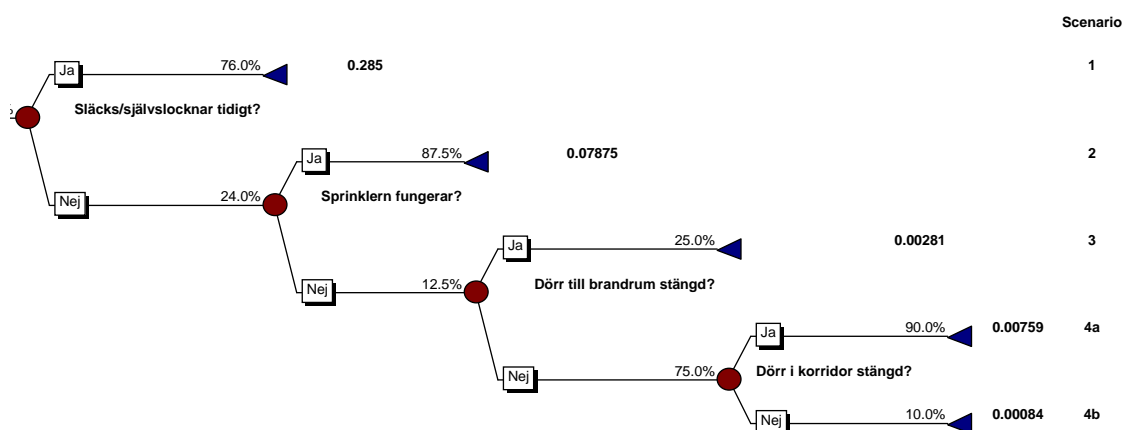 Scenario
Ja 76.0% 0.285 1
%
Släcks/självslocknar tidigt?
Ja 87.5% 0.07875 2
Nej 24.0% Sprinklern fungerar?
Ja 25.0% 0.00281 3
Nej 12.5% Dörr till brandrum stängd?
Ja 90.0% 0.00759 4a
Nej 75.0% Dörr i korridor stängd?
Nej 10.0% 0.00084 4b